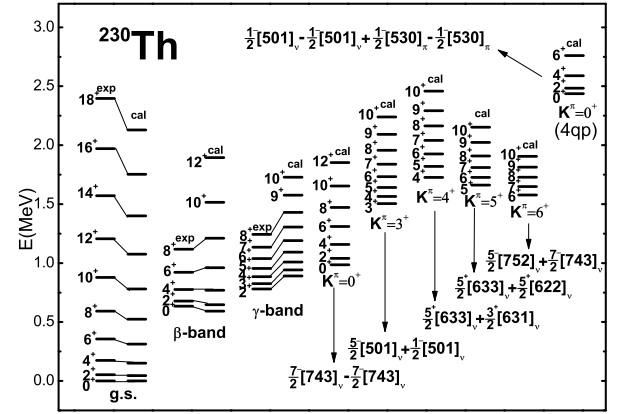 ²³⁰Th
E(MeV)
3.0
2.5
2.0
1.5
1.0
0.5
0.0
1/2⁻[501]ᵥ-1/2⁻[501]ᵥ+1/2⁻[530]π-1/2⁻[530]π
exp cal
18⁺
16⁺
14⁺
12⁺
10⁺
8⁺
6⁺
4⁺
2⁺
0⁺
g.s.
12⁺ cal
10⁺
8⁺ exp
6⁺
4⁺
2⁺
0⁺
β-band
10⁺ cal
9⁺
8⁺ exp
7⁺
6⁺
5⁺
4⁺
3⁺
2⁺
γ-band
12⁺ cal
10⁺
8⁺
6⁺
4⁺
2⁺
0⁺
K^π=0⁺
7/2⁻[743]ᵥ-7/2⁻[743]ᵥ
10⁺ cal
9⁺
8⁺
7⁺
6⁺
5⁺
4⁺
3⁺
K^π=3⁺
5/2⁻[501]ᵥ+1/2⁻[501]ᵥ
10⁺ cal
9⁺
8⁺
7⁺
6⁺
5⁺
4⁺
K^π=4⁺
5/2⁺[633]ᵥ+3/2⁺[631]ᵥ
cal
10⁺
9⁺
8⁺
7⁺
6⁺
5⁺
K^π=5⁺
5/2⁺[633]ᵥ+5/2⁺[622]ᵥ
cal
10⁺
9⁺
8⁺
7⁺
6⁺
K^π=6⁺
5/2⁻[752]ᵥ+7/2⁻[743]ᵥ
6⁺ cal
4⁺
2⁺
0⁺
K^π=0⁺
(4qp)